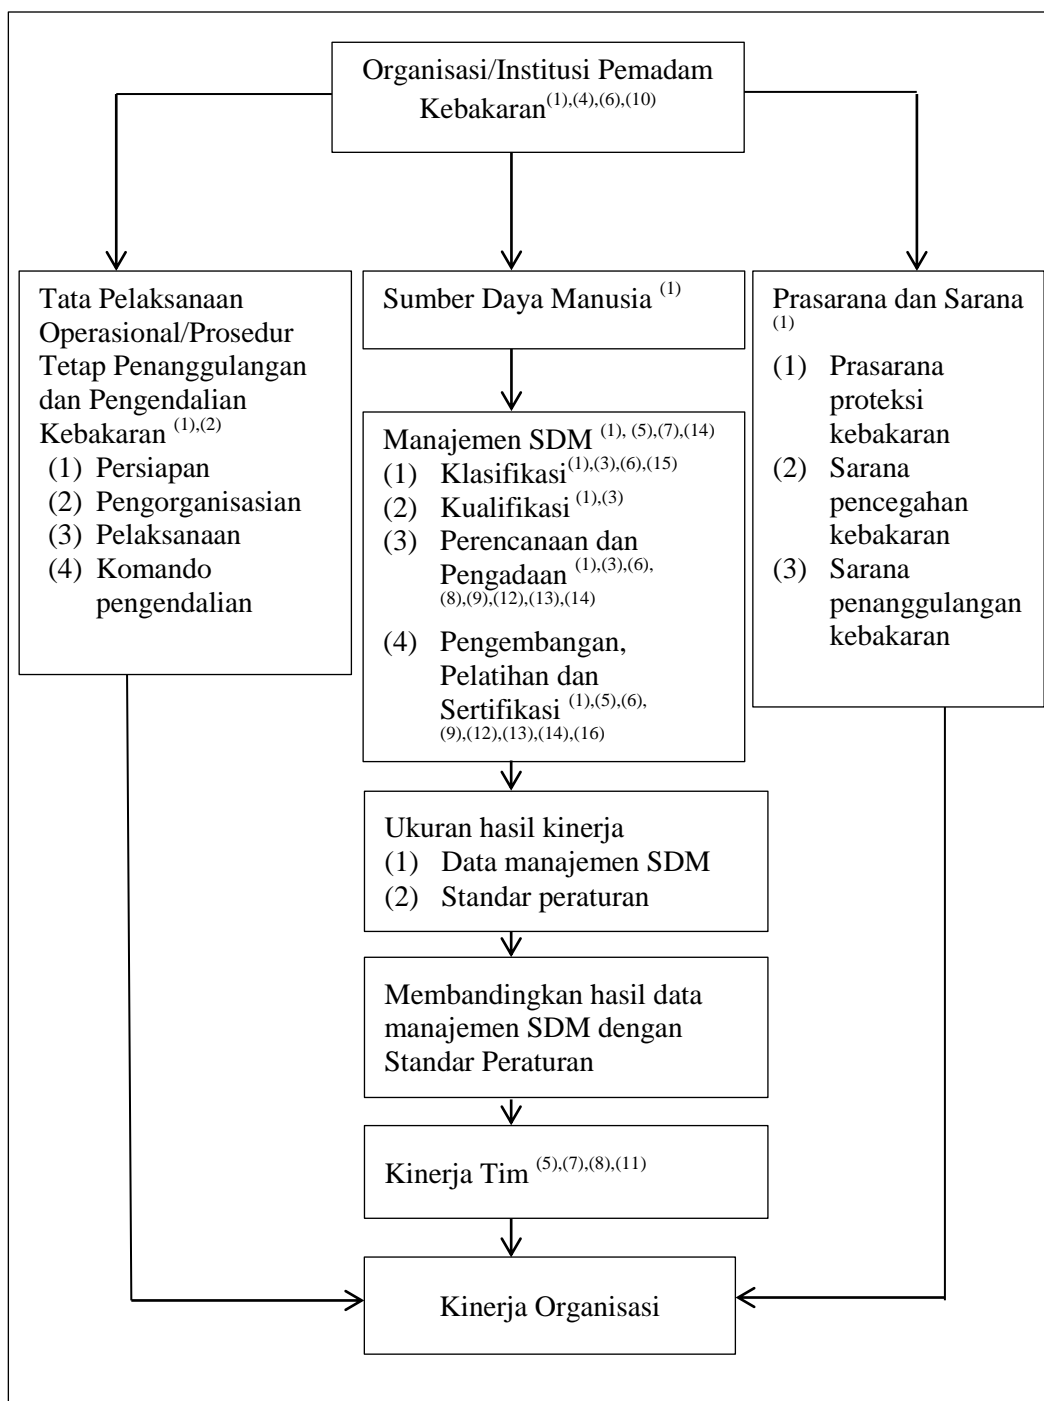 Organisasi/Institusi Pemadam
Kebakaran(1),(4),(6),(10)
Tata Pelaksanaan
Operasional/Prosedur
Tetap Penanggulangan
dan Pengendalian
Kebakaran (1),(2)
(1) Persiapan
(2) Pengorganisasian
(3) Pelaksanaan
(4) Komando
pengendalian
Sumber Daya Manusia (1)
Manajemen SDM (1), (5),(7),(14)
(1) Klasifikasi(1),(3),(6),(15)
(2) Kualifikasi (1),(3)
(3) Perencanaan dan
Pengadaan (1),(3),(6),
(8),(9),(12),(13),(14)
(4) Pengembangan,
Pelatihan dan
Sertifikasi (1),(5),(6),
(9),(12),(13),(14),(16)
Prasarana dan Sarana
(1)
(1) Prasarana
proteksi
kebakaran
(2) Sarana
pencegahan
kebakaran
(3) Sarana
penanggulangan
kebakaran
Ukuran hasil kinerja
(1) Data manajemen SDM
(2) Standar peraturan
Membandingkan hasil data
manajemen SDM dengan
Standar Peraturan
Kinerja Tim (5),(7),(8),(11)
Kinerja Organisasi